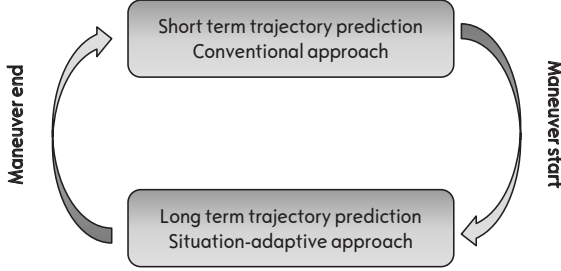 Short term trajectory prediction
Conventional approach
Maneuver end
Maneuver start
Long term trajectory prediction
Situation-adaptive approach